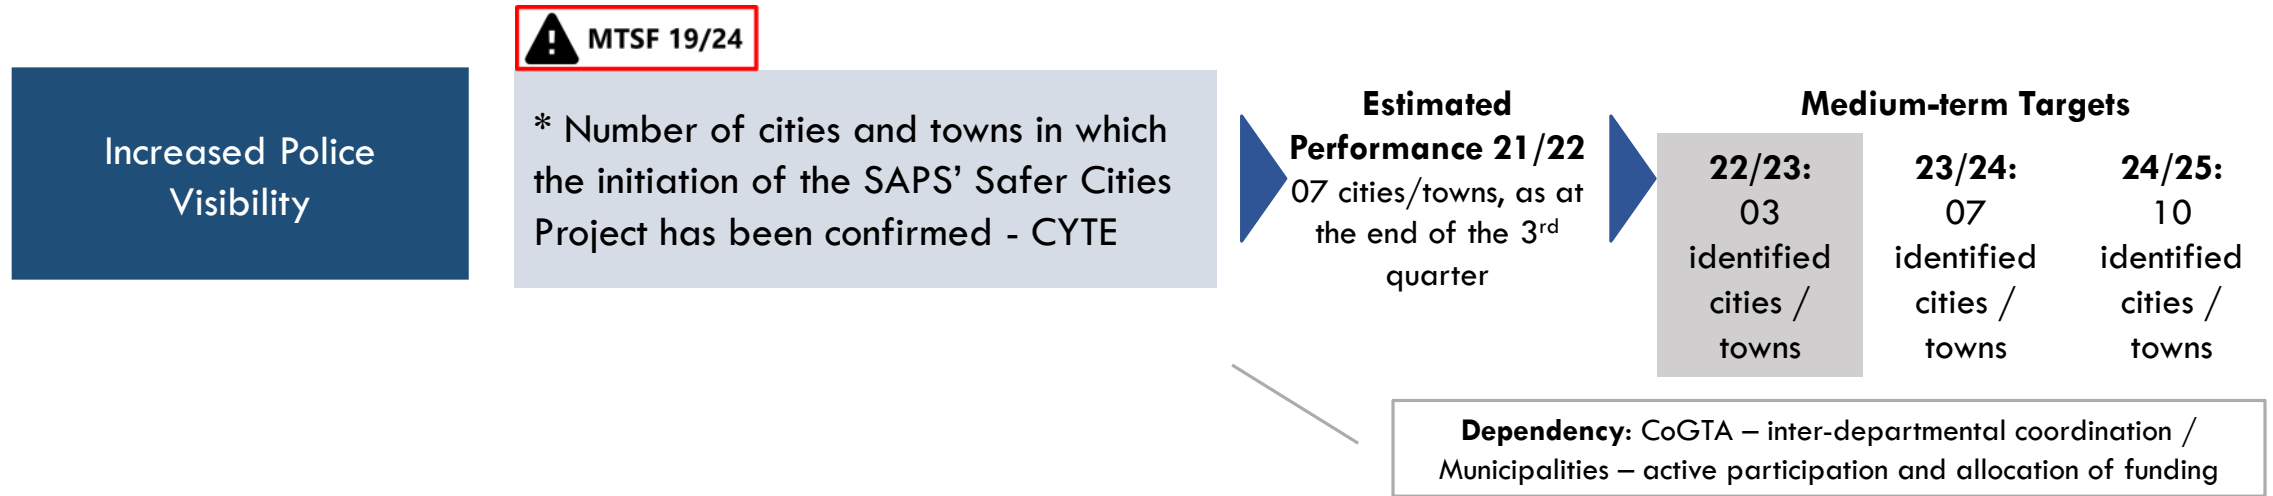 MTSF 19/24
Increased Police
Visibility
* Number of cities and towns in which
the initiation of the SAPS’ Safer Cities
Project has been confirmed - CYTE
Estimated
Performance 21/22
07 cities/towns, as at
the end of the 3rd
quarter
Medium-term Targets
22/23:
03
identified
cities /
towns
23/24:
07
identified
cities /
towns
24/25:
10
identified
cities /
towns
Dependency: CoGTA – inter-departmental coordination /
Municipalities – active participation and allocation of funding